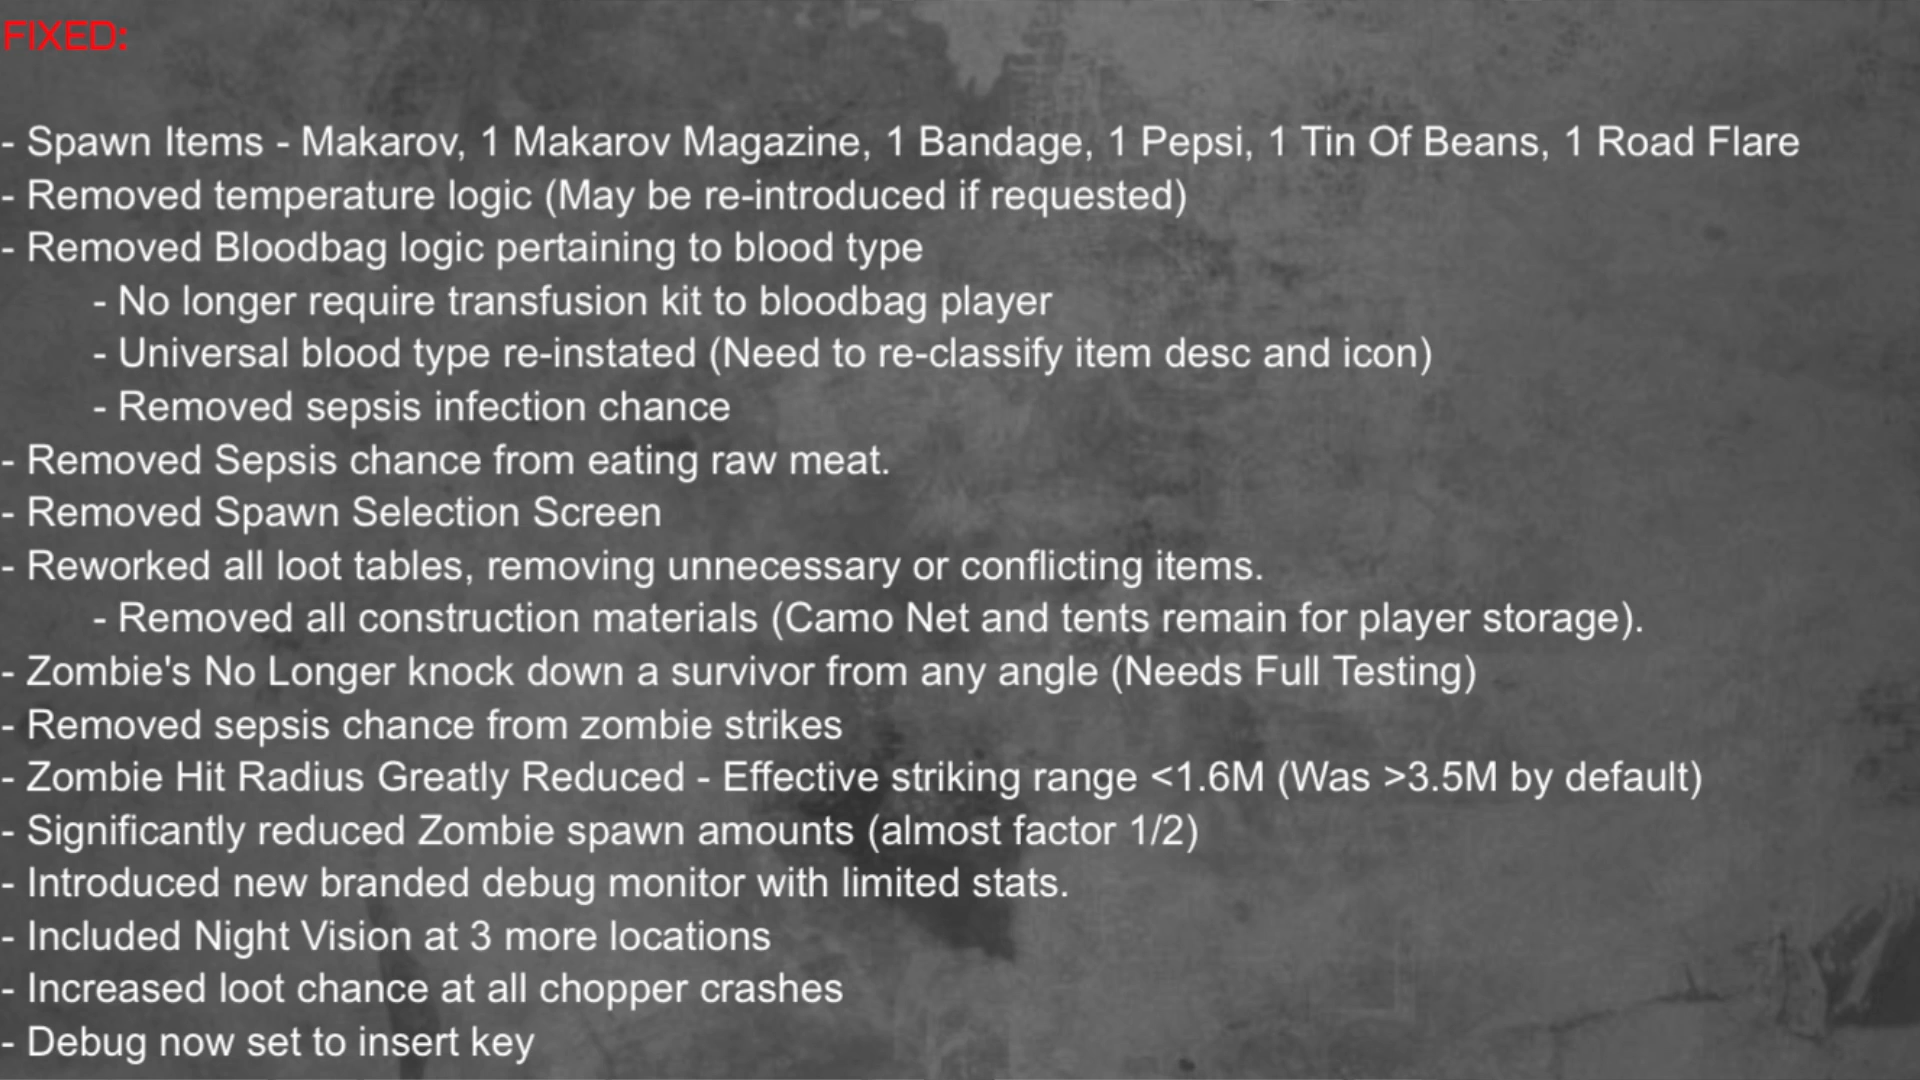 FIXED:
- Spawn Items - Makarov, 1 Makarov Magazine, 1 Bandage, 1 Pepsi, 1 Tin Of Beans, 1 Road Flare
- Removed temperature logic (May be re-introduced if requested)
- Removed Bloodbag logic pertaining to blood type
- No longer require transfusion kit to bloodbag player
- Universal blood type re-instated (Need to re-classify item desc and icon)
- Removed sepsis infection chance
- Removed Sepsis chance from eating raw meat.
- Removed Spawn Selection Screen
- Reworked all loot tables, removing unnecessary or conflicting items.
- Removed all construction materials (Camo Net and tents remain for player storage).
- Zombie's No Longer knock down a survivor from any angle (Needs Full Testing)
- Removed sepsis chance from zombie strikes
- Zombie Hit Radius Greatly Reduced - Effective striking range <1.6M (Was >3.5M by default)
- Significantly reduced Zombie spawn amounts (almost factor 1/2)
- Introduced new branded debug monitor with limited stats.
- Included Night Vision at 3 more locations
- Increased loot chance at all chopper crashes
- Debug now set to insert key